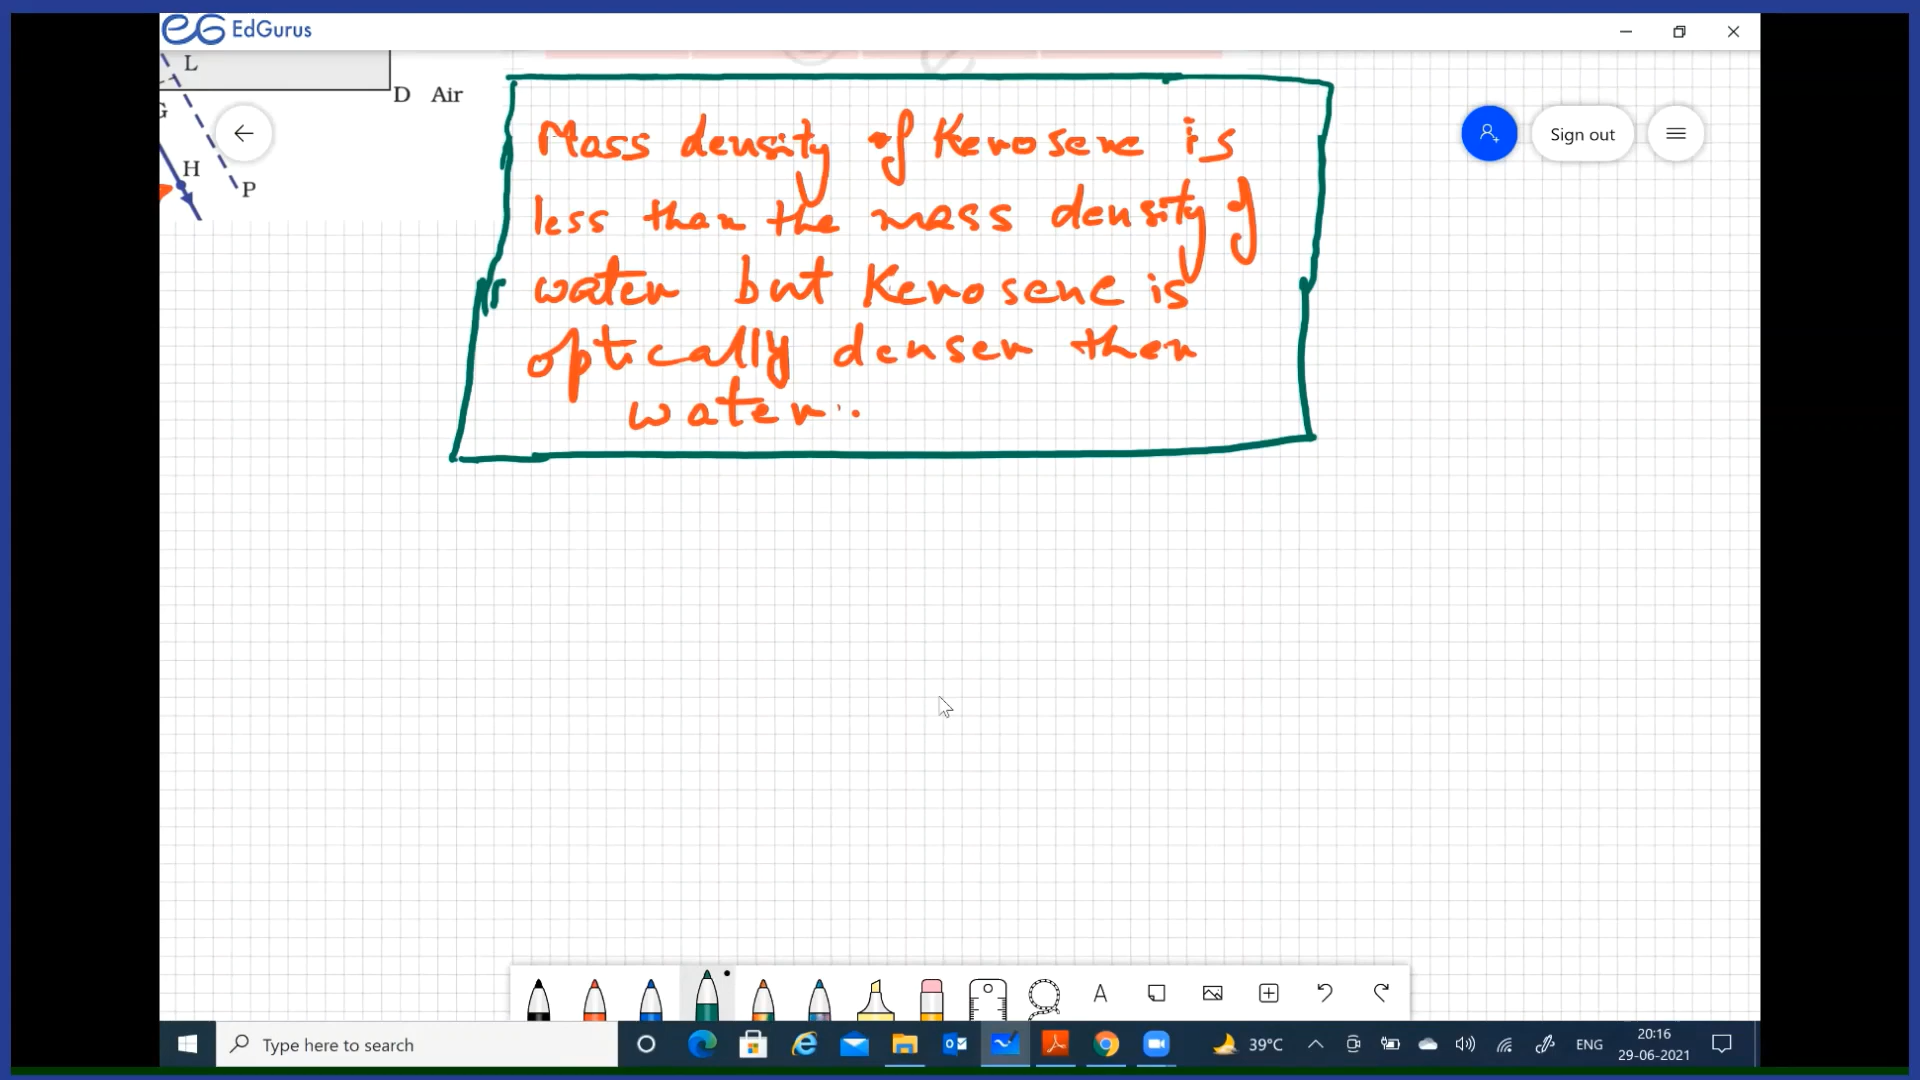 EdGurus
L
D Air
G
H
P
Sign out
Mass density of Kerosene is
less than the mass density of
water but Kerosene is
optically denser than
water.
Type here to search
39°C
ENG
20:16
29-06-2021